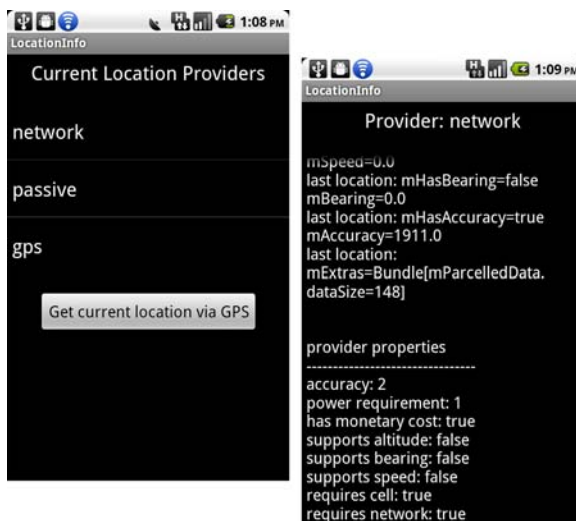 1:08 PM
LocationInfo
Current Location Providers
network
passive
gps
Get current location via GPS
1:09 PM
LocationInfo
Provider: network
mSpeed=0.0
last location: mHasBearing=false
mBearing=0.0
last location: mHasAccuracy=true
mAccuracy=1911.0
last location:
mExtras=Bundle[mParcelledData.
dataSize=148]
provider properties
---------------------------------
accuracy: 2
power requirement: 1
has monetary cost: true
supports altitude: false
supports bearing: false
supports speed: false
requires cell: true
requires network: true